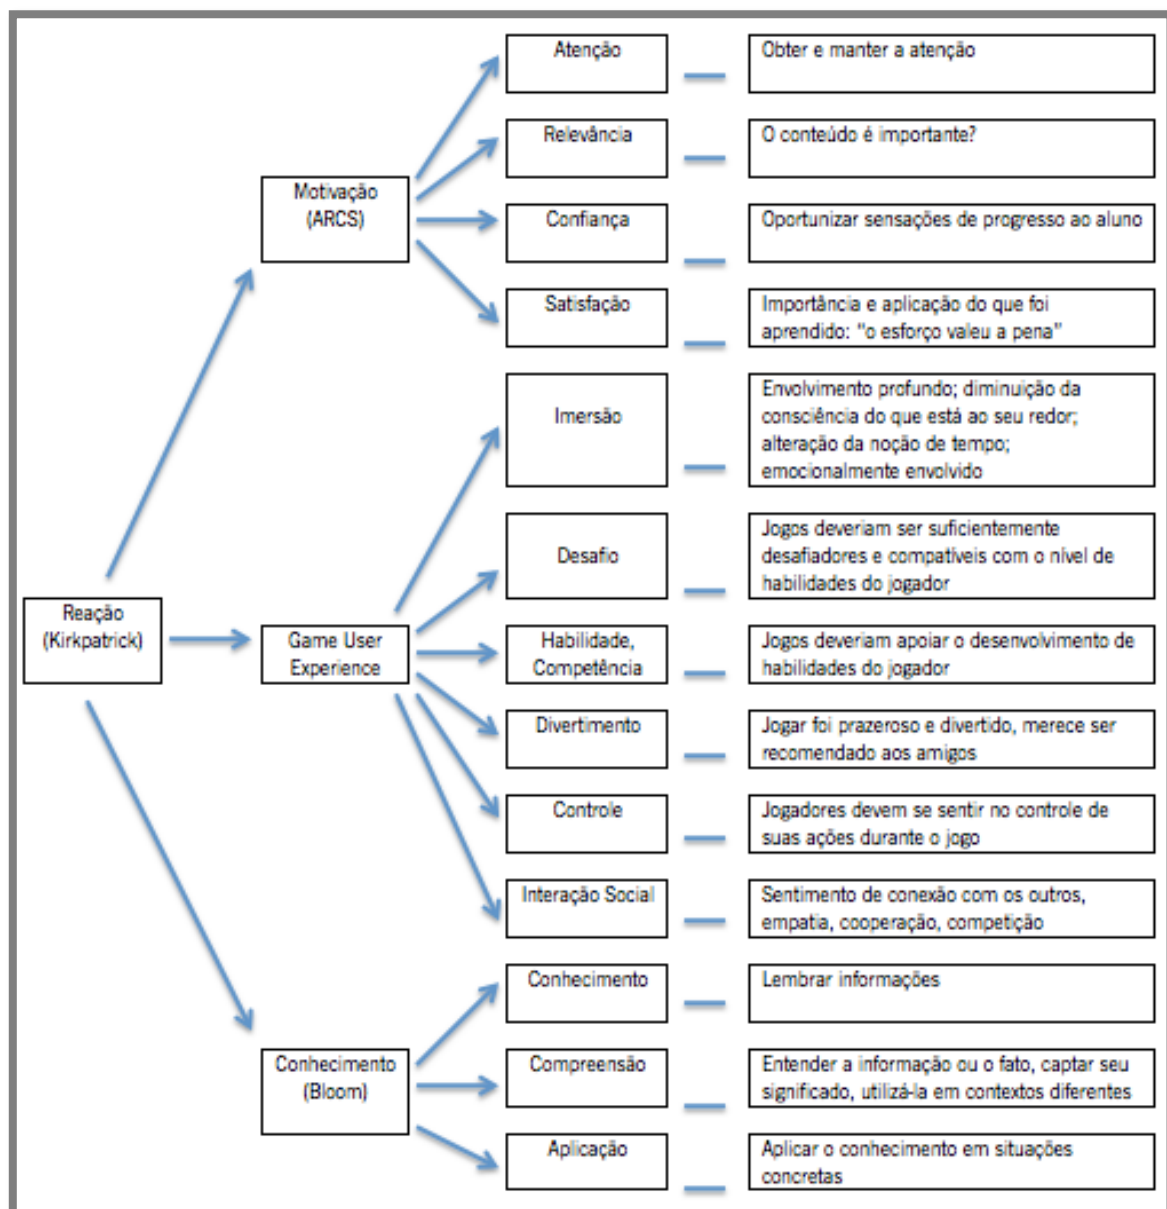 Reação
(Kirkpatrick)
Motivação
(ARCS)
Atenção
Obter e manter a atenção
Relevância
O conteúdo é importante?
Confiança
Oportunizar sensações de progresso ao aluno
Satisfação
Importância e aplicação do que foi
aprendido: "o esforço valeu a pena"
Game User
Experience
Imersão
Envolvimento profundo; diminuição da
consciência do que está ao seu redor;
alteração da noção de tempo;
emocionalmente envolvido
Desafio
Jogos deveriam ser suficientemente
desafiadores e compatíveis com o nível de
habilidades do jogador
Habilidade,
Competência
Jogos deveriam apoiar o desenvolvimento de
habilidades do jogador
Divertimento
Jogar foi prazeroso e divertido, merece ser
recomendado aos amigos
Controle
Jogadores devem se sentir no controle de
suas ações durante o jogo
Interação Social
Sentimento de conexão com os outros,
empatia, cooperação, competição
Conhecimento
(Bloom)
Conhecimento
Lembrar informações
Compreensão
Entender a informação ou o fato, captar seu
significado, utilizá-la em contextos diferentes
Aplicação
Aplicar o conhecimento em situações
concretas